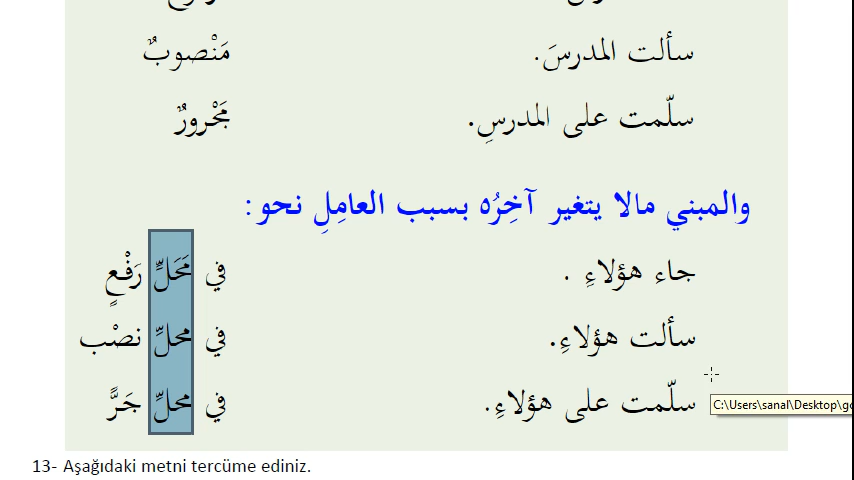 سألت المدرسَ. مَنْصوبٌ
سلّمت على المدرسِ. مَجْرورٌ
والمبني مالا يتغير آخِرُه بسبب العامِلِ نحو:
جاء هؤلاءِ . في مَحَلٍّ رَفْعٍ
سألت هؤلاءِ. في محلِّ نصْب
سلّمت على هؤلاءِ. في محلِّ جَرٍّ
C:\Users\sanal\Desktop\go
13- Aşağıdaki metni tercüme ediniz.